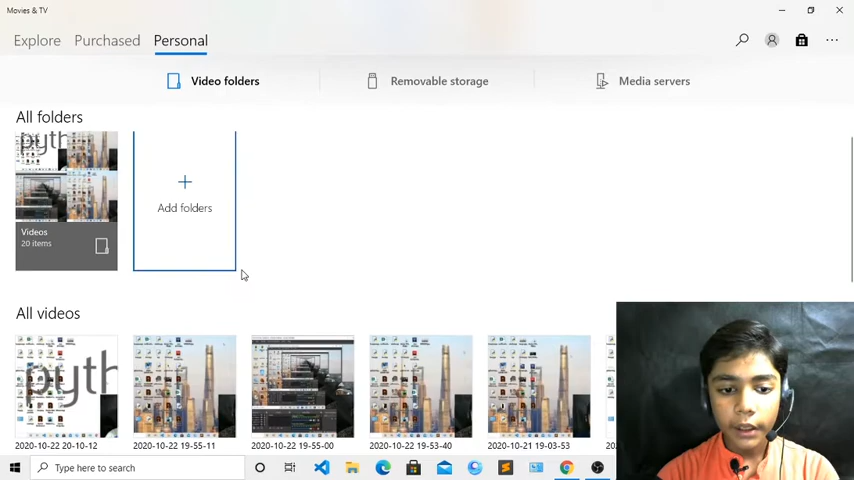 Movies & TV
Explore Purchased Personal
Video folders Removable storage Media servers
All folders
pyth
Videos
20 items
Add folders
All videos
pyth
2020-10-22 20-10-12 2020-10-22 19-55-11 2020-10-22 19-55-00 2020-10-22 19-53-40 2020-10-21 19-03-53
Type here to search